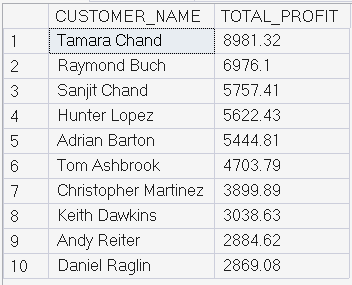 CUSTOMER_NAME TOTAL_PROFIT
1 Tamara Chand 8981.32
2 Raymond Buch 6976.1
3 Sanjit Chand 5757.41
4 Hunter Lopez 5622.43
5 Adrian Barton 5444.81
6 Tom Ashbrook 4703.79
7 Christopher Martinez 3899.89
8 Keith Dawkins 3038.63
9 Andy Reiter 2884.62
10 Daniel Raglin 2869.08